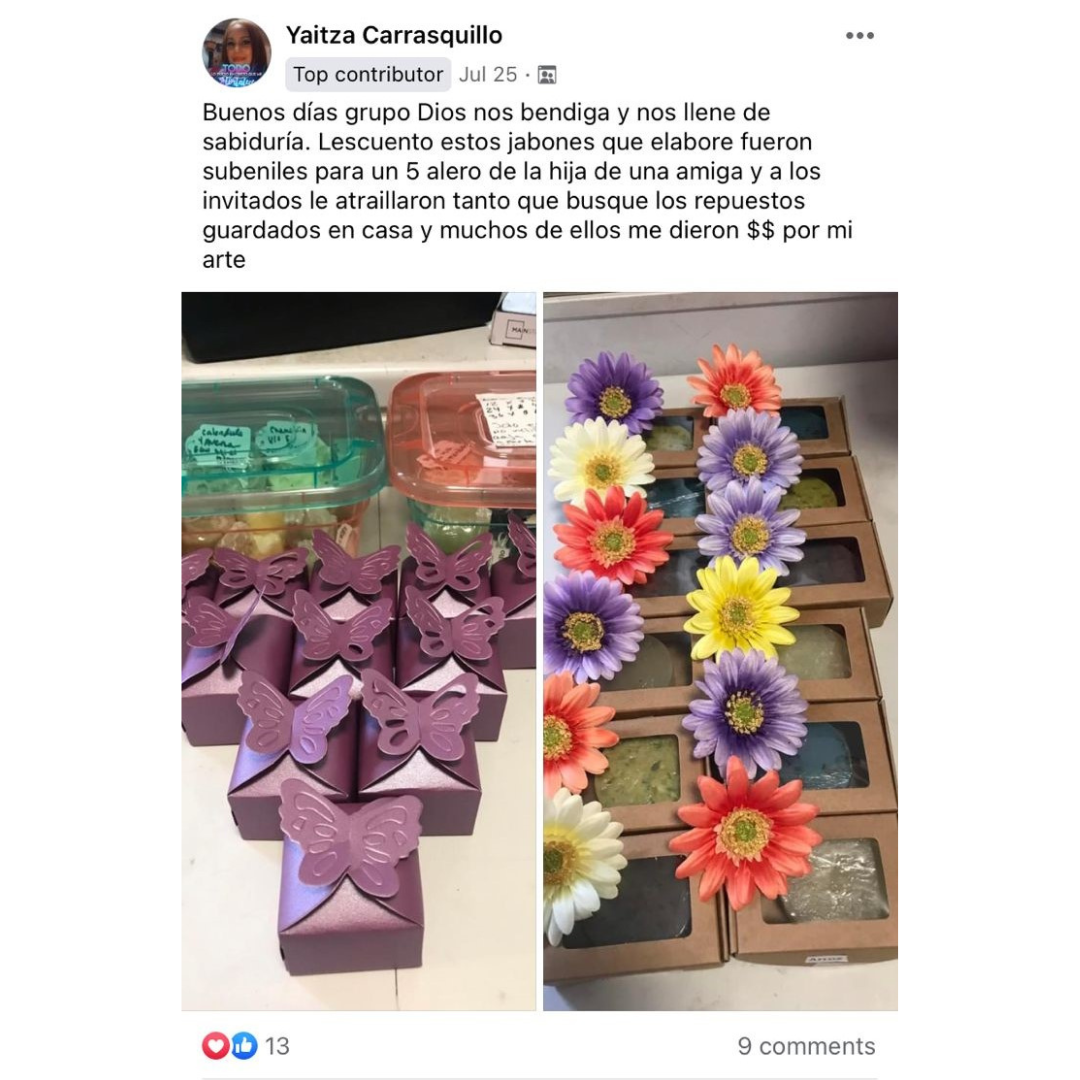 Yaitza Carrasquillo
Top contributor Jul 25 ·
Buenos días grupo Dios nos bendiga y nos llene de
sabiduría. Lescuento estos jabones que elabore fueron
subeniles para un 5 alero de la hija de una amiga y a los
invitados le atraillaron tanto que busque los repuestos
guardados en casa y muchos de ellos me dieron $$ por mi
arte
Calendula
13
9 comments